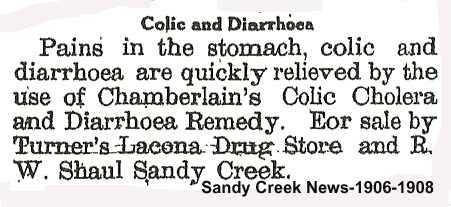 Colic and Diarrhoea
Pains in the stomach, colic and
diarrhoea are quickly relieved by the
use of Chamberlain's Colic Cholera
and Diarrhoea Remedy. Eor sale by
Turner's Lacona Drug Store and R.
W. Shaul Sandy Creek.
Sandy Creek News-1906-1908